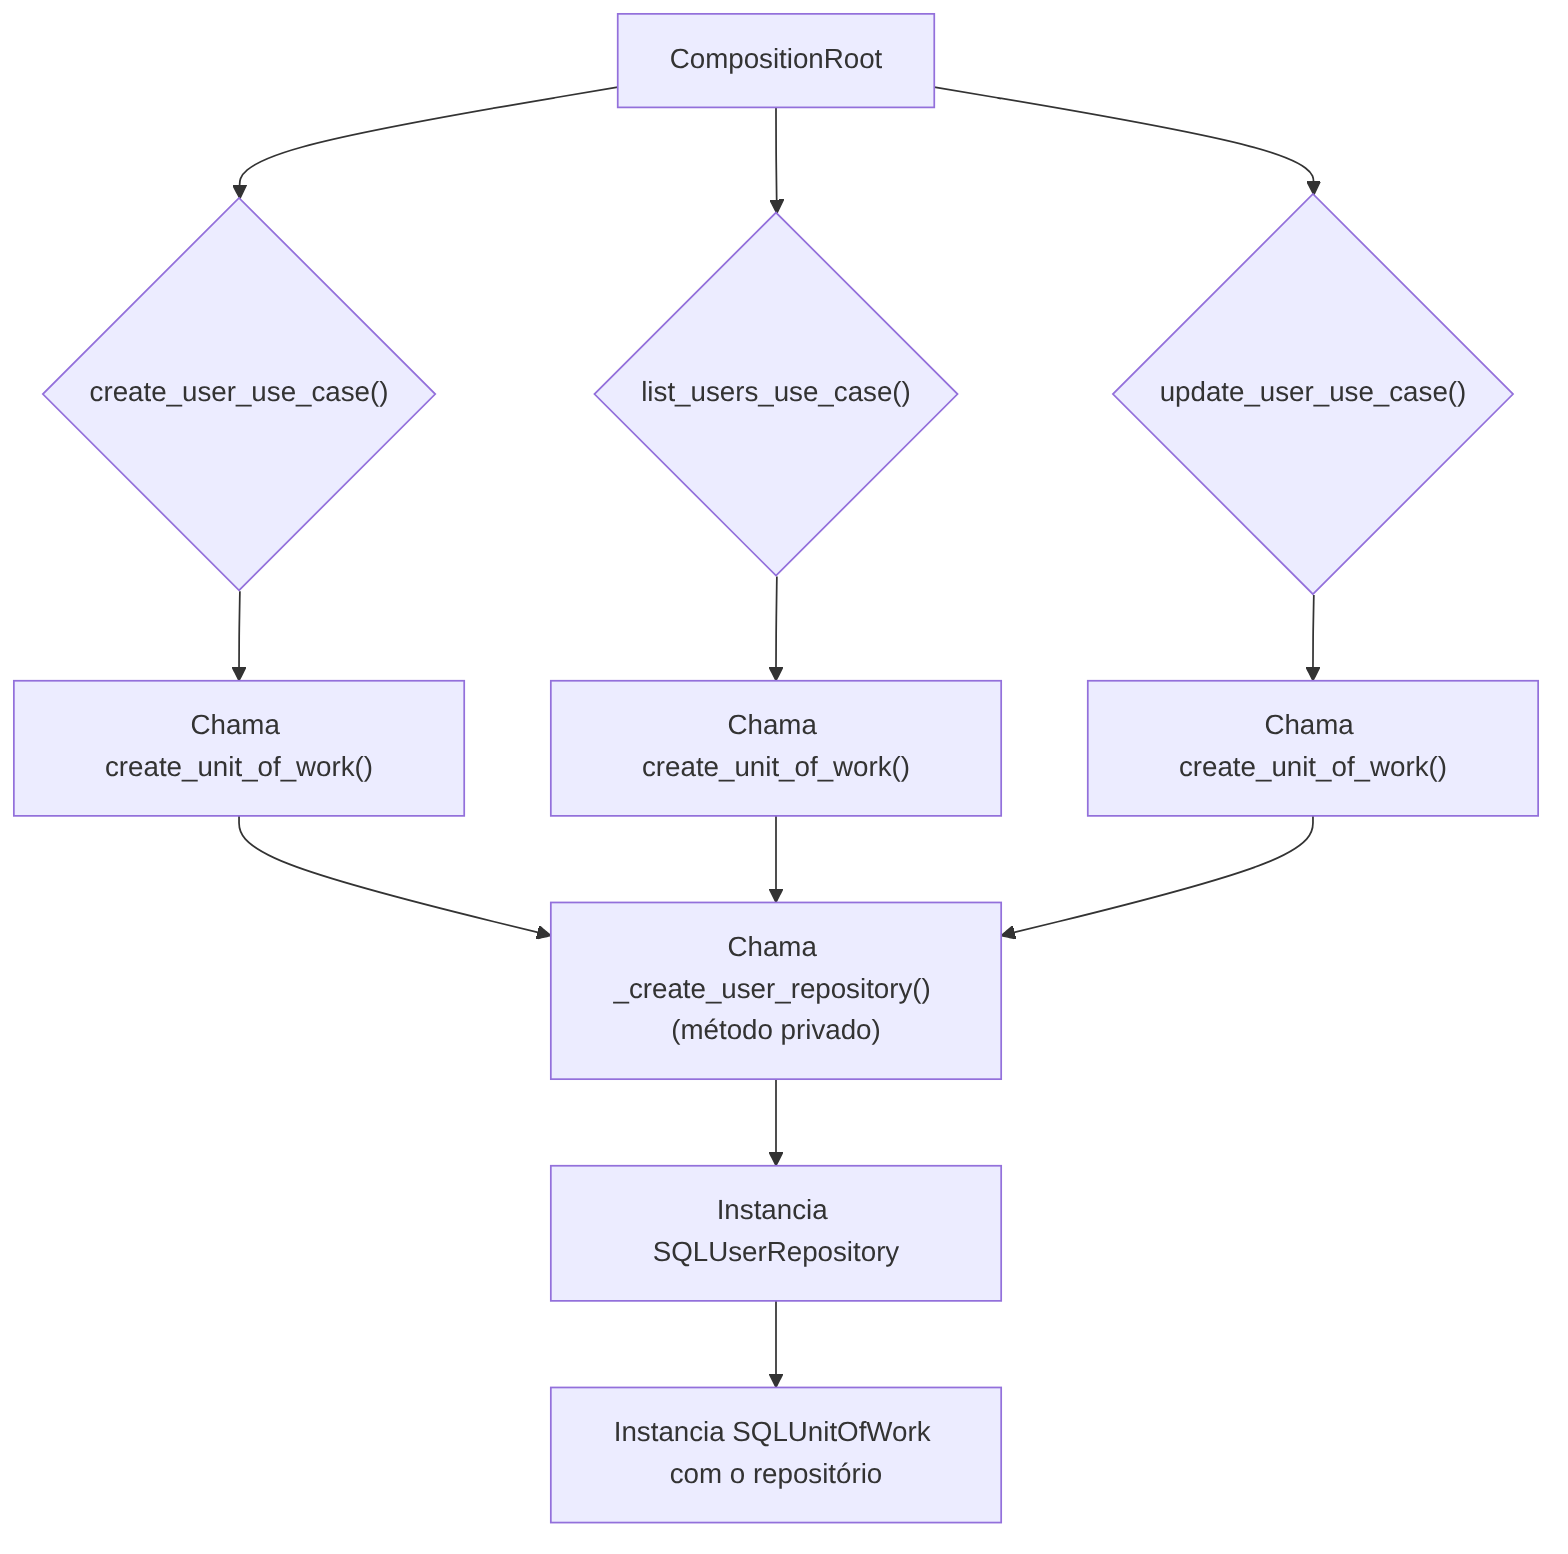 CompositionRoot
create_user_use_case()
list_users_use_case()
update_user_use_case()
Chama
create_unit_of_work()
Chama
create_unit_of_work()
Chama
create_unit_of_work()
Chama
_create_user_repository()
(método privado)
Instancia
SQLUserRepository
Instancia SQLUnitOfWork
com o repositório